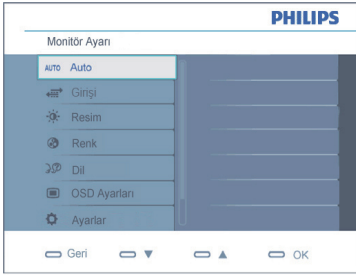 PHILIPS
Monitör Ayarı
AUTO Auto
Girişi
Resim
Renk
Dil
OSD Ayarları
Ayarlar
Geri ▼ ▲ OK